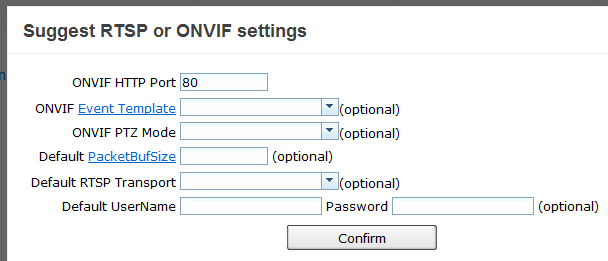 Suggest RTSP or ONVIF settings
ONVIF HTTP Port 80
ONVIF Event Template (optional)
ONVIF PTZ Mode (optional)
Default PacketBufSize (optional)
Default RTSP Transport (optional)
Default UserName Password (optional)
Confirm